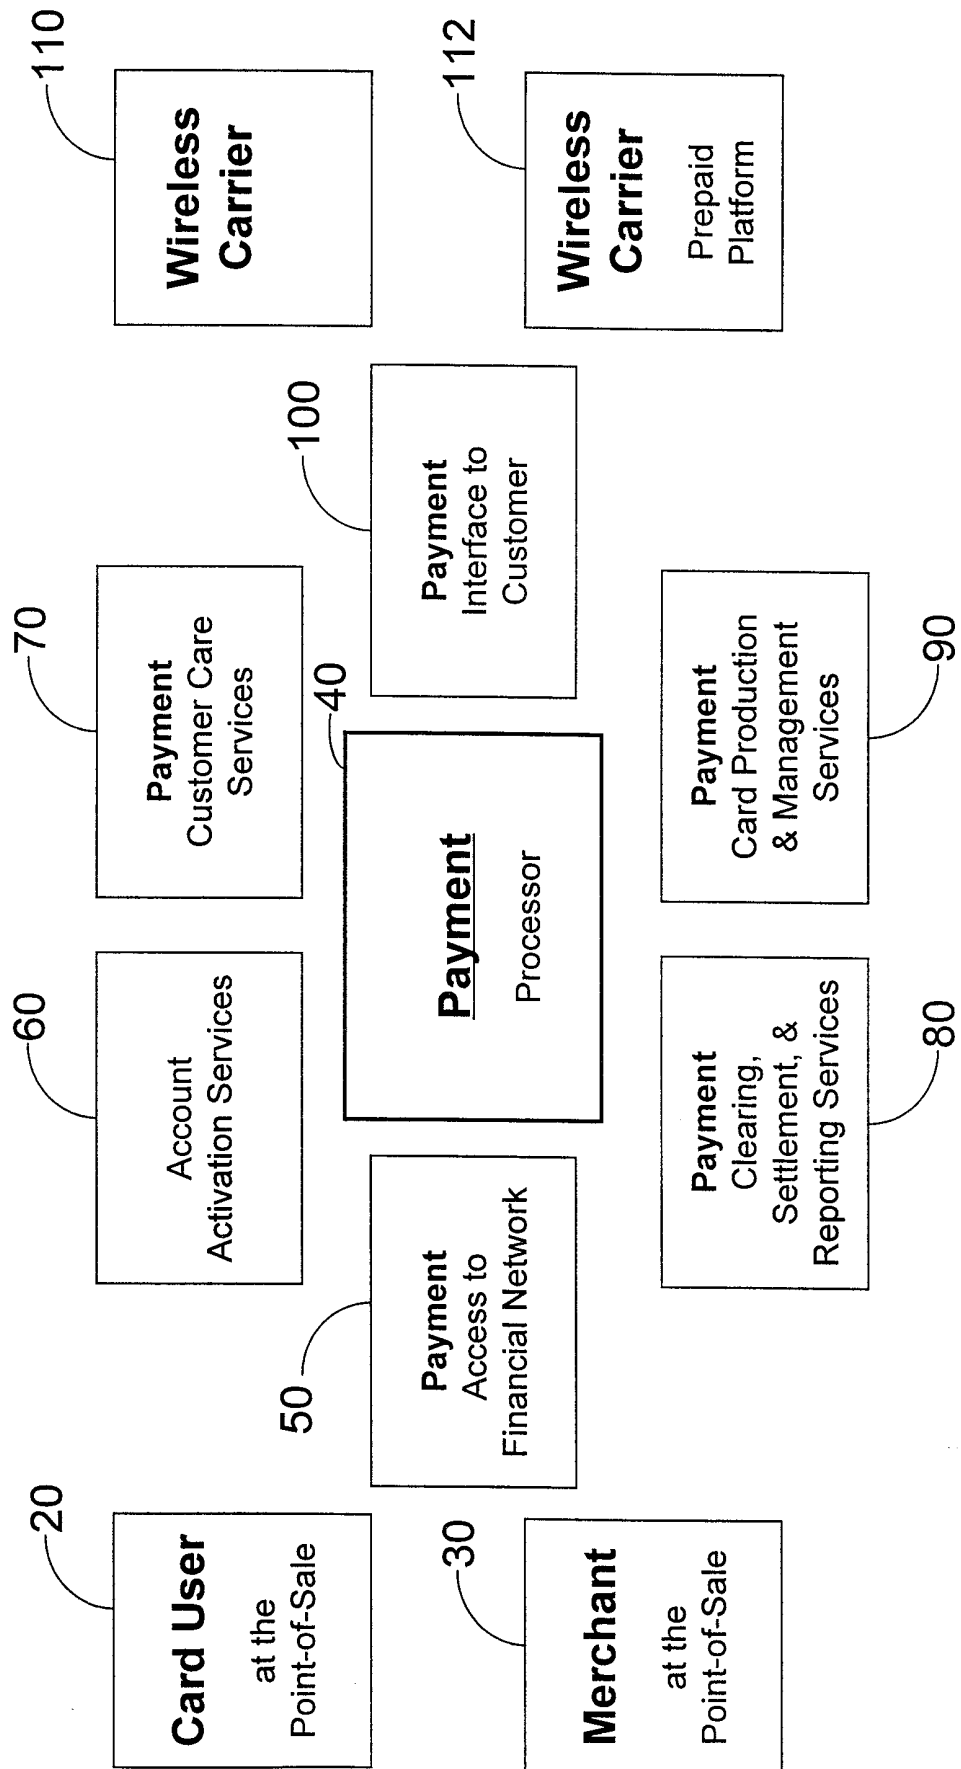 20
Card User
at the
Point-of-Sale
30
Merchant
at the
Point-of-Sale
50
Payment
Access to
Financial Network
60
Account
Activation Services
80
Payment
Clearing,
Settlement, &
Reporting Services
40
Payment
Processor
70
Payment
Customer Care
Services
90
Payment
Card Production
& Management
Services
100
Payment
Interface to
Customer
110
Wireless
Carrier
112
Wireless
Carrier
Prepaid
Platform